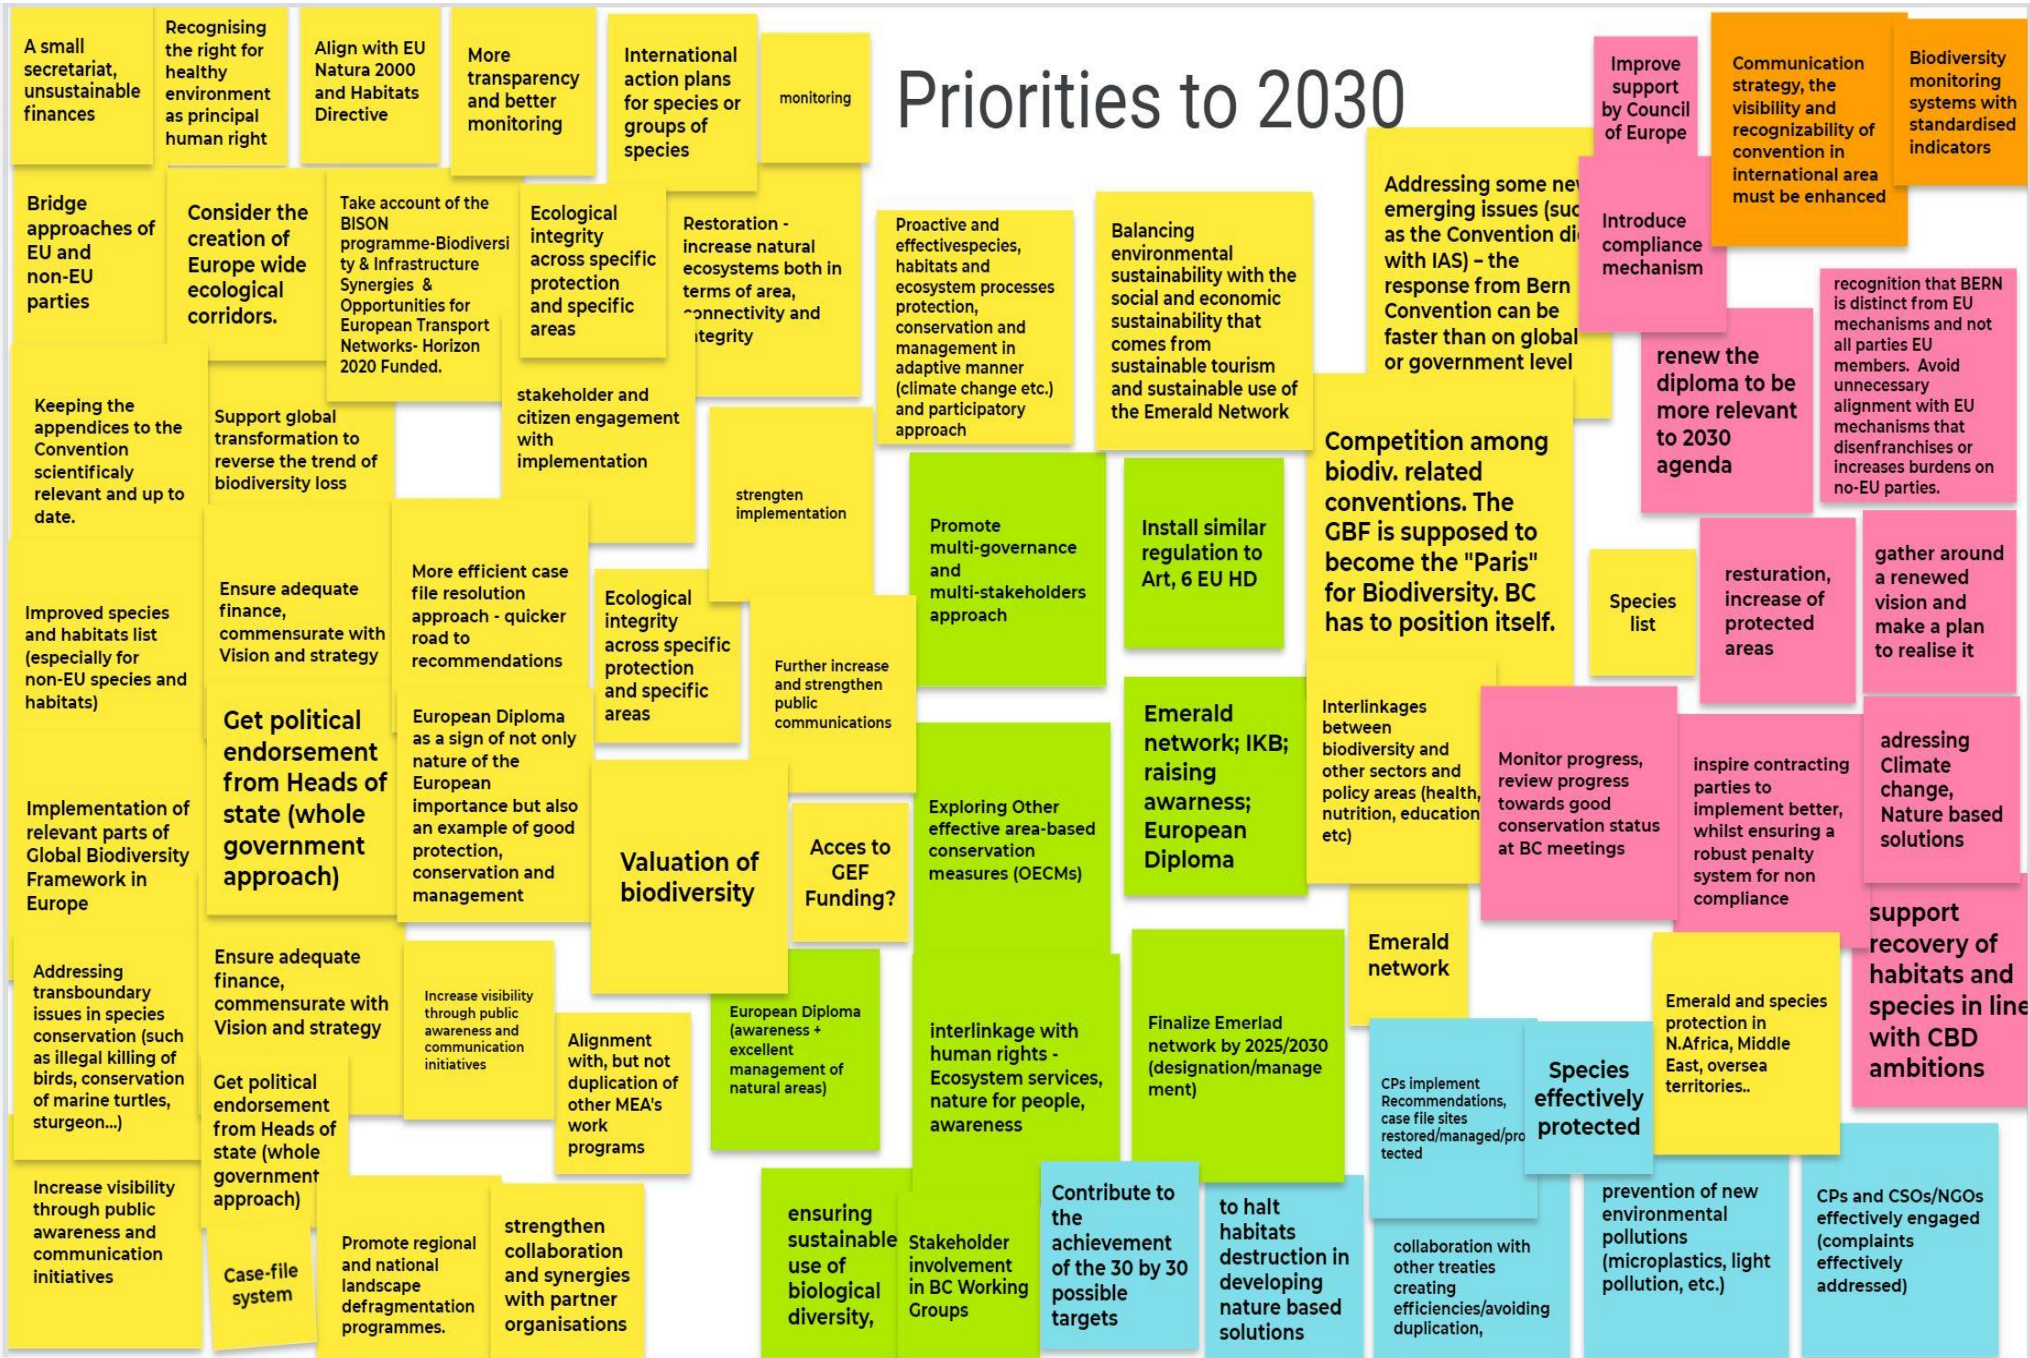 A small
secretariat,
unsustainable
finances
Recognising
the right for
healthy
environment
as principal
human right
Align with EU
Natura 2000
and Habitats
Directive
More
transparency
and better
monitoring
International
action plans
for species or
groups of
species
monitoring
Priorities to 2030
Improve
support
by Council
of Europe
Communication
strategy, the
visibility and
recognizability of
convention in
international area
must be enhanced
Biodiversity
monitoring
systems with
standardised
indicators
Bridge
approaches of
EU and
non-EU
parties
Consider the
creation of
Europe wide
ecological
corridors.
Take account of the
BISON
programme-Biodiversi
ty & Infrastructure
Synergies &
Opportunities for
European Transport
Networks- Horizon
2020 Funded.
Ecological
integrity
across specific
protection
and specific
areas
Restoration -
increase natural
ecosystems both in
terms of area,
connectivity and
integrity
Proactive and
effectivespecies,
habitats and
ecosystem processes
protection,
conservation and
management in
adaptive manner
(climate change etc.)
and participatory
approach
Balancing
environmental
sustainability with the
social and economic
sustainability that
comes from
sustainable tourism
and sustainable use of
the Emerald Network
Addressing some new
emerging issues (suc
as the Convention di
with IAS) – the
response from Bern
Convention can be
faster than on global
or government level
Introduce
compliance
mechanism
renew the
diploma to be
more relevant
to 2030
agenda
recognition that BERN
is distinct from EU
mechanisms and not
all parties EU
members. Avoid
unnecessary
alignment with EU
mechanisms that
disenfranchises or
increases burdens on
no-EU parties.
Keeping the
appendices to the
Convention
scientificaly
relevant and up to
date.
Support global
transformation to
reverse the trend of
biodiversity loss
stakeholder and
citizen engagement
with
implementation
strengten
implementation
Promote
multi-governance
and
multi-stakeholders
approach
Install similar
regulation to
Art, 6 EU HD
Competition among
biodiv. related
conventions. The
GBF is supposed to
become the "Paris"
for Biodiversity. BC
has to position itself.
Species
list
resturation,
increase of
protected
areas
gather around
a renewed
vision and
make a plan
to realise it
Improved species
and habitats list
(especially for
non-EU species and
habitats)
Ensure adequate
finance,
commensurate with
Vision and strategy
More efficient case
file resolution
approach - quicker
road to
recommendations
Ecological
integrity
across specific
protection
and specific
areas
Further increase
and strengthen
public
communications
Get political
endorsement
from Heads of
state (whole
government
approach)
European Diploma
as a sign of not only
nature of the
European
importance but also
an example of good
protection,
conservation and
management
Valuation of
biodiversity
Acces to
GEF
Funding?
Exploring Other
effective area-based
conservation
measures (OECMs)
Emerald
network; IKB;
raising
awarness;
European
Diploma
Interlinkages
between
biodiversity and
other sectors and
policy areas (health,
nutrition, education
etc)
Monitor progress,
review progress
towards good
conservation status
at BC meetings
inspire contracting
parties to
implement better,
whilst ensuring a
robust penalty
system for non
compliance
adressing
Climate
change,
Nature based
solutions
Implementation of
relevant parts of
Global Biodiversity
Framework in
Europe
Addressing
transboundary
issues in species
conservation (such
as illegal killing of
birds, conservation
of marine turtles,
sturgeon...)
Ensure adequate
finance,
commensurate with
Vision and strategy
Increase visibility
through public
awareness and
communication
initiatives
Alignment
with, but not
duplication of
other MEA's
work
programs
European Diploma
(awareness +
excellent
management of
natural areas)
interlinkage with
human rights -
Ecosystem services,
nature for people,
awareness
Finalize Emerlad
network by 2025/2030
(designation/manage
ment)
Emerald
network
CPs implement
Recommendations,
case file sites
restored/managed/pro
tected
Species
effectively
protected
Emerald and species
protection in
N.Africa, Middle
East, oversea
territories..
support
recovery of
habitats and
species in line
with CBD
ambitions
Increase visibility
through public
awareness and
communication
initiatives
Get political
endorsement
from Heads of
state (whole
government
approach)
Case-file
system
Promote regional
and national
landscape
defragmentation
programmes.
strengthen
collaboration
and synergies
with partner
organisations
ensuring
sustainable
use of
biological
diversity,
Stakeholder
involvement
in BC Working
Groups
Contribute to
the
achievement
of the 30 by 30
possible
targets
to halt
habitats
destruction in
developing
nature based
solutions
collaboration with
other treaties
creating
efficiencies/avoiding
duplication,
prevention of new
environmental
pollutions
(microplastics, light
pollution, etc.)
CPs and CSOs/NGOs
effectively engaged
(complaints
effectively
addressed)